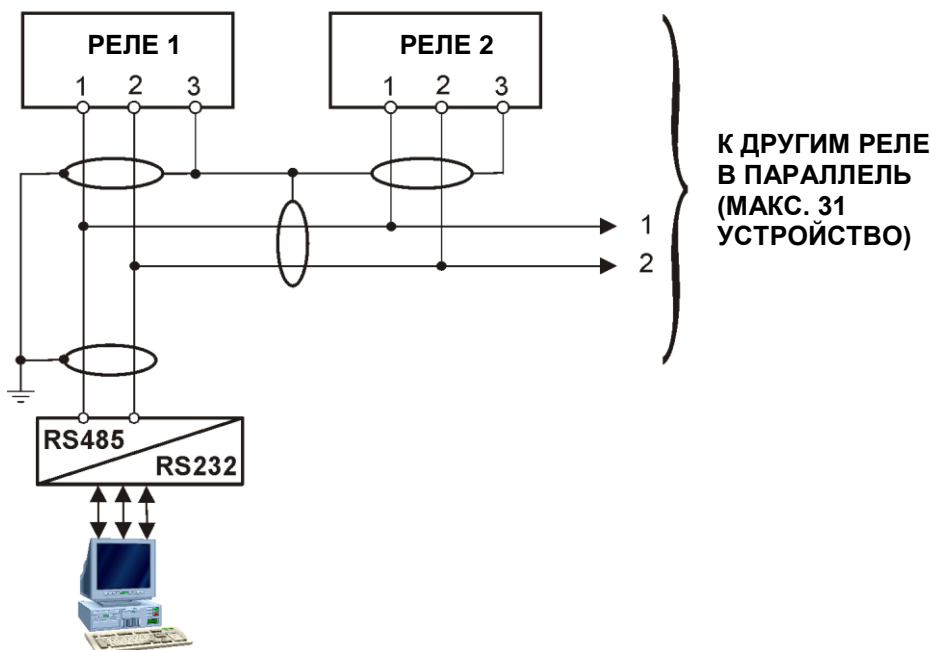 РЕЛЕ 1
РЕЛЕ 2
1 2 3
1 2 3
К ДРУГИМ РЕЛЕ
В ПАРАЛЛЕЛЬ
(МАКС. 31
УСТРОЙСТВО)
1
2
RS485
RS232